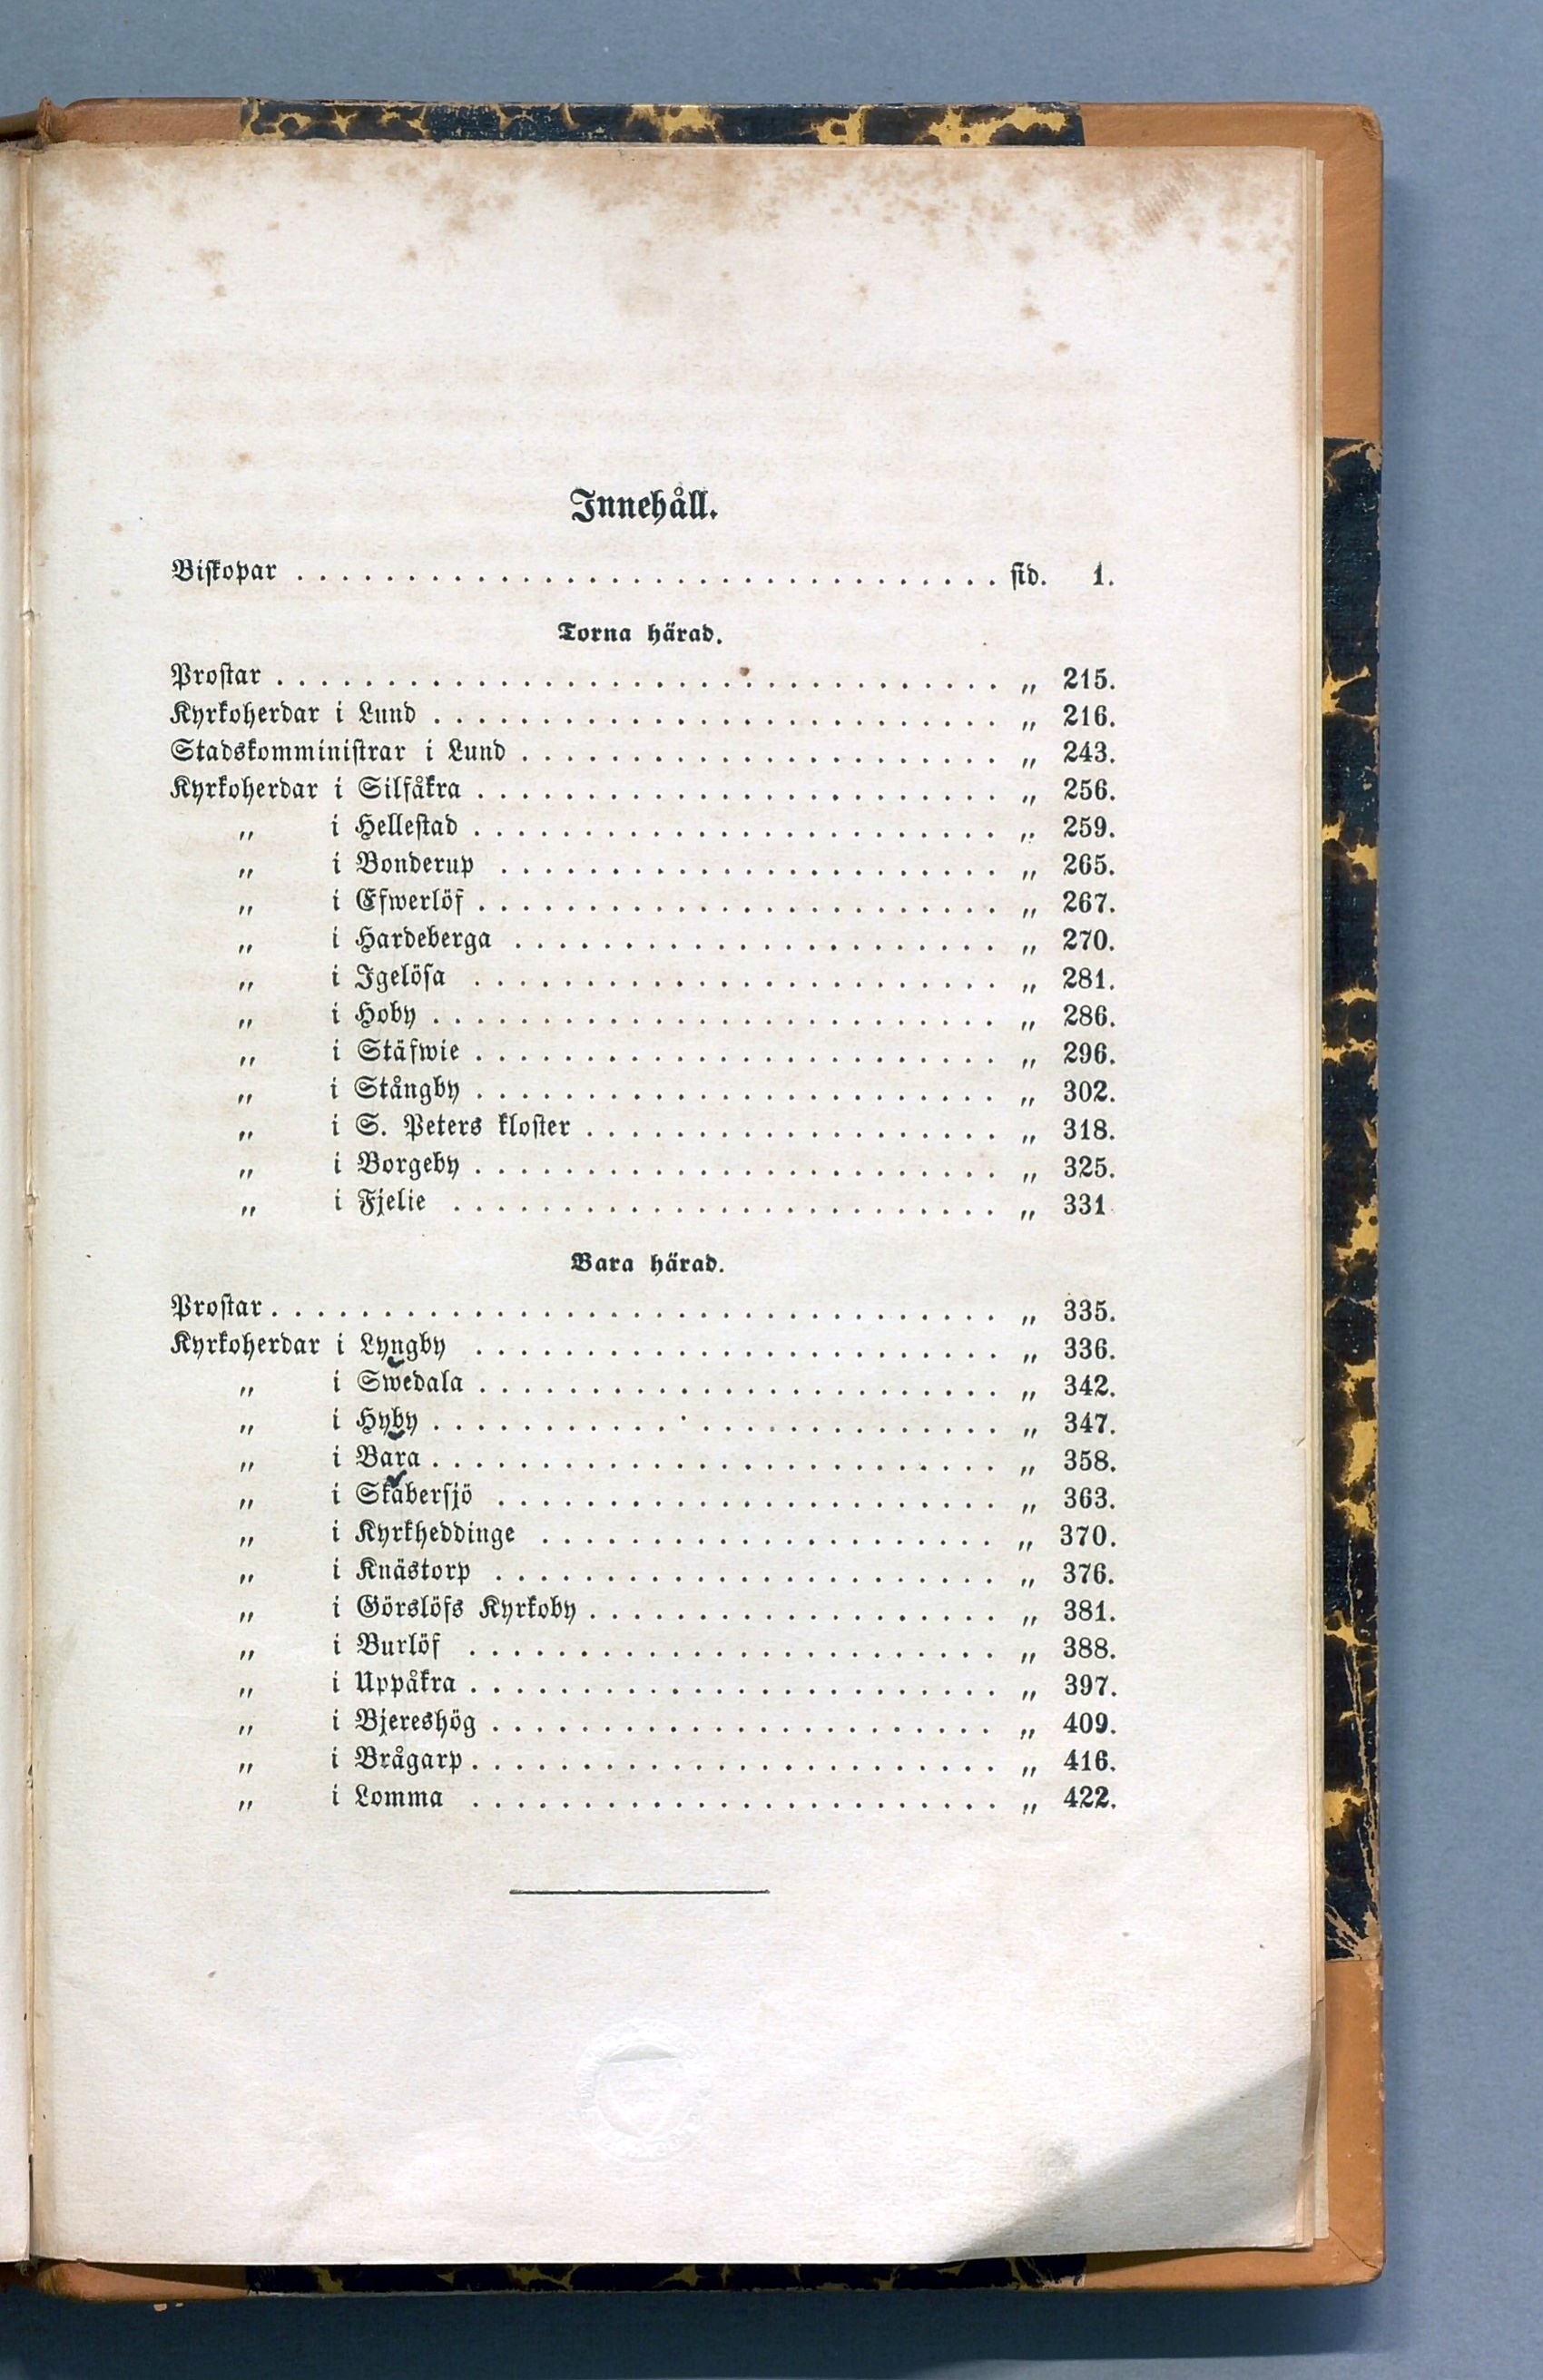 Innehåll.
Biskopar . . . . . . . . . . . . . . . . . . . . . . . . . . . . . . . . sid. 1.
Torna härad.
Prostar . . . . . . . . . . . . . . . . . . . . . . . . . . . . . . . . . „ 215.
Kyrkoherdar i Lund . . . . . . . . . . . . . . . . . . . . . . . . . . „ 216.
Stadskomministrar i Lund . . . . . . . . . . . . . . . . . . . . . . „ 243.
Kyrkoherdar i Silfåkra . . . . . . . . . . . . . . . . . . . . . . . . „ 256.
„ i Hellestad . . . . . . . . . . . . . . . . . . . . . . . . „ 259.
„ i Bonderup . . . . . . . . . . . . . . . . . . . . . . . „ 265.
„ i Efwerlöf . . . . . . . . . . . . . . . . . . . . . . . . „ 267.
„ i Hardeberga . . . . . . . . . . . . . . . . . . . . . . „ 270.
„ i Igelösa . . . . . . . . . . . . . . . . . . . . . . . . „ 281.
„ i Hoby . . . . . . . . . . . . . . . . . . . . . . . . . . „ 286.
„ i Stäfwie . . . . . . . . . . . . . . . . . . . . . . . . „ 296.
„ i Stångby . . . . . . . . . . . . . . . . . . . . . . . . „ 302.
„ i S. Peters kloster . . . . . . . . . . . . . . . . . . . „ 318.
„ i Borgeby . . . . . . . . . . . . . . . . . . . . . . . . „ 325.
„ i Fjelie . . . . . . . . . . . . . . . . . . . . . . . . . „ 331.
Bara härad.
Prostar . . . . . . . . . . . . . . . . . . . . . . . . . . . . . . . . . „ 335.
Kyrkoherdar i Lyngby . . . . . . . . . . . . . . . . . . . . . . . . „ 336.
„ i Swedala . . . . . . . . . . . . . . . . . . . . . . . . „ 342.
„ i Hyby . . . . . . . . . . . . . . . . . . . . . . . . . . „ 347.
„ i Bara . . . . . . . . . . . . . . . . . . . . . . . . . . „ 358.
„ i Skabersjö . . . . . . . . . . . . . . . . . . . . . . . „ 363.
„ i Kyrkheddinge . . . . . . . . . . . . . . . . . . . . . „ 370.
„ i Knästorp . . . . . . . . . . . . . . . . . . . . . . . „ 376.
„ i Görslöfs Kyrkoby . . . . . . . . . . . . . . . . . . . „ 381.
„ i Burlöf . . . . . . . . . . . . . . . . . . . . . . . . „ 388.
„ i Uppåkra . . . . . . . . . . . . . . . . . . . . . . . . „ 397.
„ i Bjereshög . . . . . . . . . . . . . . . . . . . . . . . „ 409.
„ i Brågarp . . . . . . . . . . . . . . . . . . . . . . . . „ 416.
„ i Lomma . . . . . . . . . . . . . . . . . . . . . . . . „ 422.